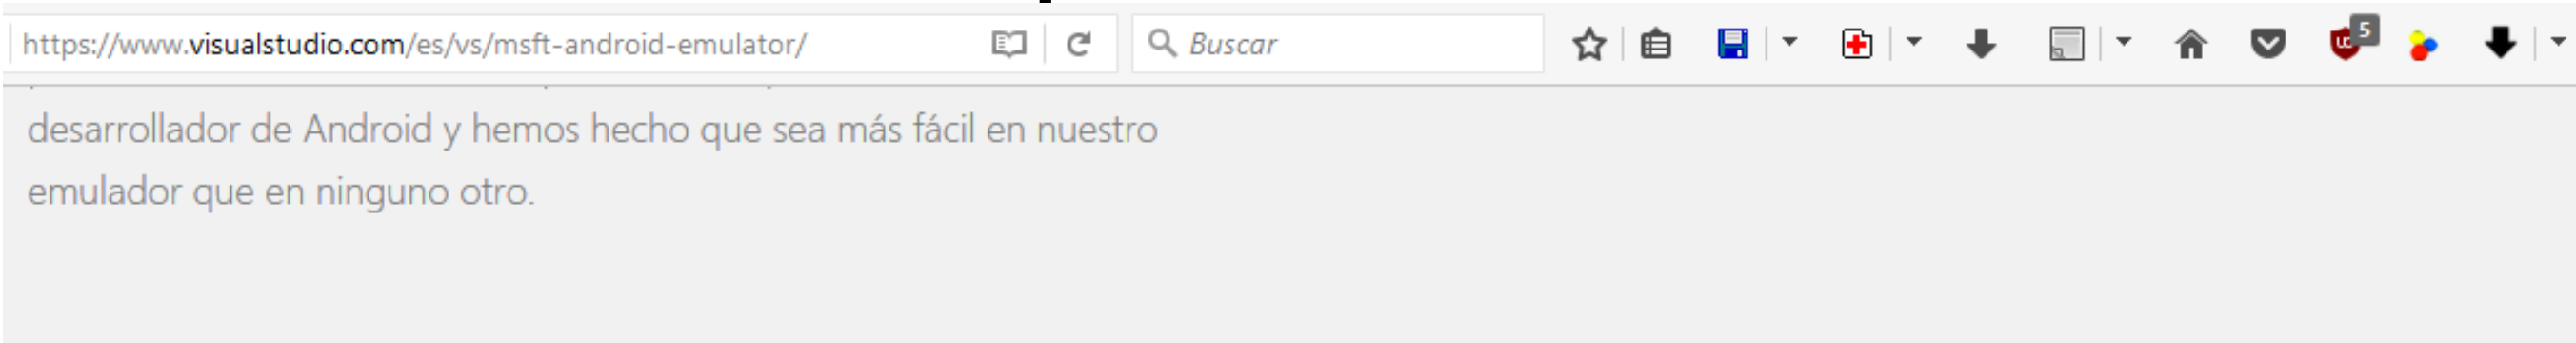 https://www.visualstudio.com/es/vs/msft-android-emulator/ Buscar 5
desarrollador de Android y hemos hecho que sea más fácil en nuestro
emulador que en ninguno otro.